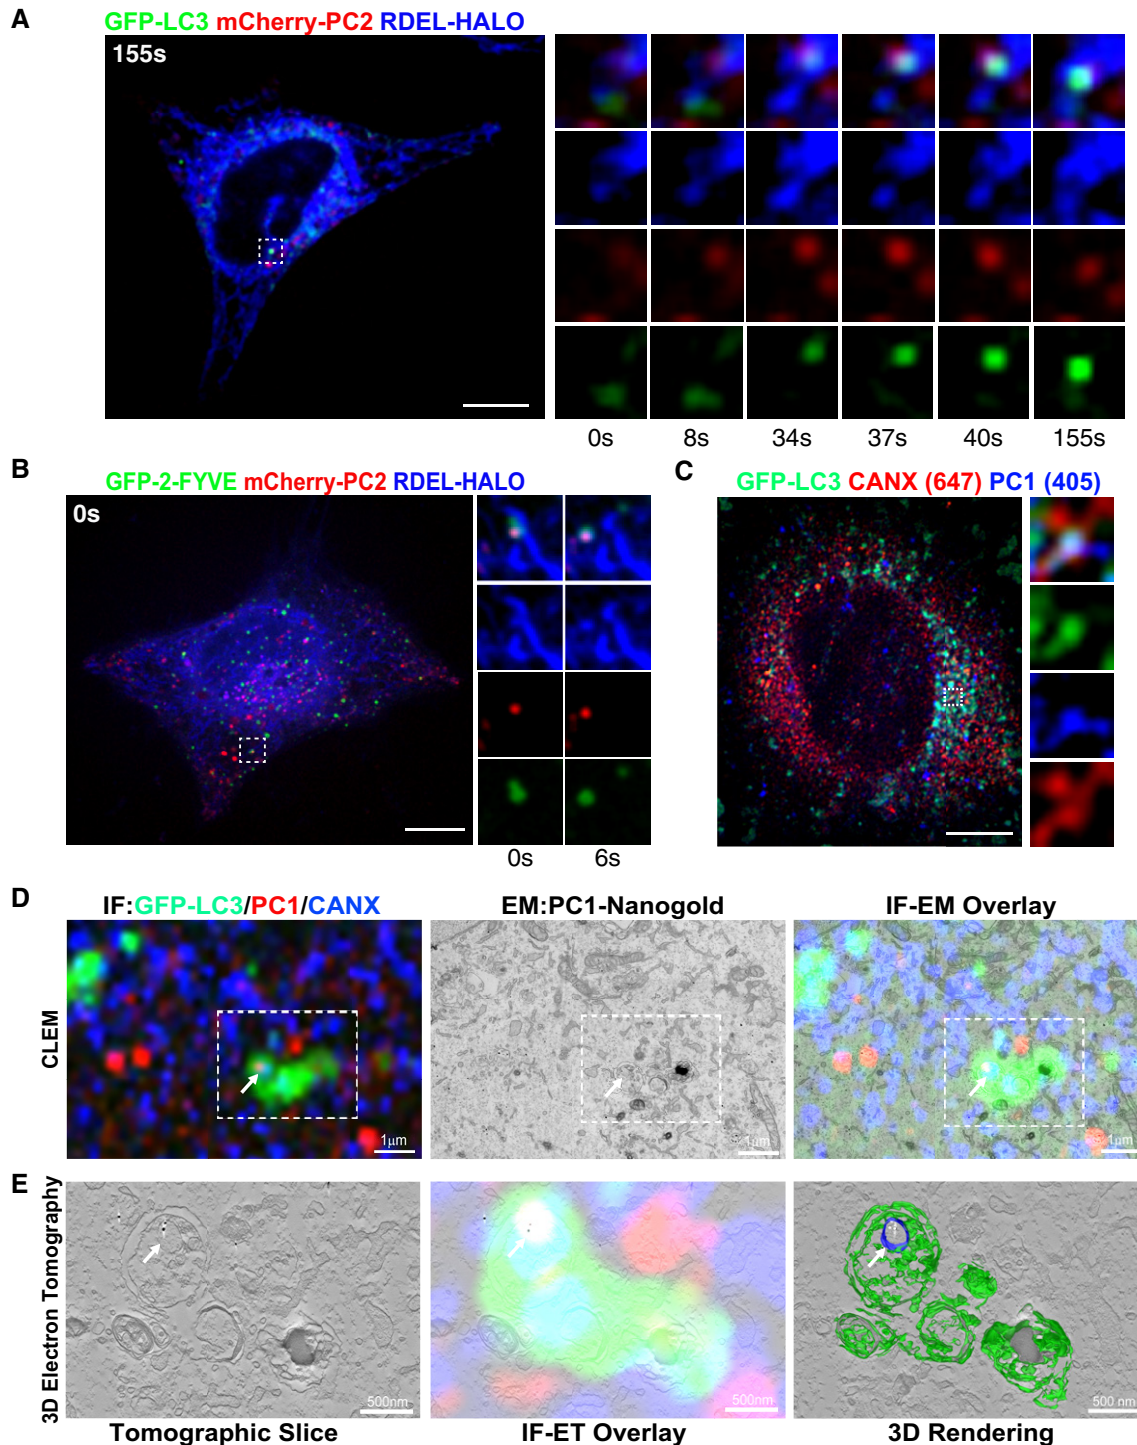 A
GFP-LC3 mCherry-PC2 RDEL-HALO
155s
0s 8s 34s 37s 40s 155s
B
GFP-2-FYVE mCherry-PC2 RDEL-HALO
0s
0s 6s
C
GFP-LC3 CANX (647) PC1 (405)
D
IF:GFP-LC3/PC1/CANX
EM:PC1-Nanogold
IF-EM Overlay
CLEM
1μm
1μm
1μm
E
3D Electron Tomography
500nm
500nm
500 nm
Tomographic Slice
IF-ET Overlay
3D Rendering